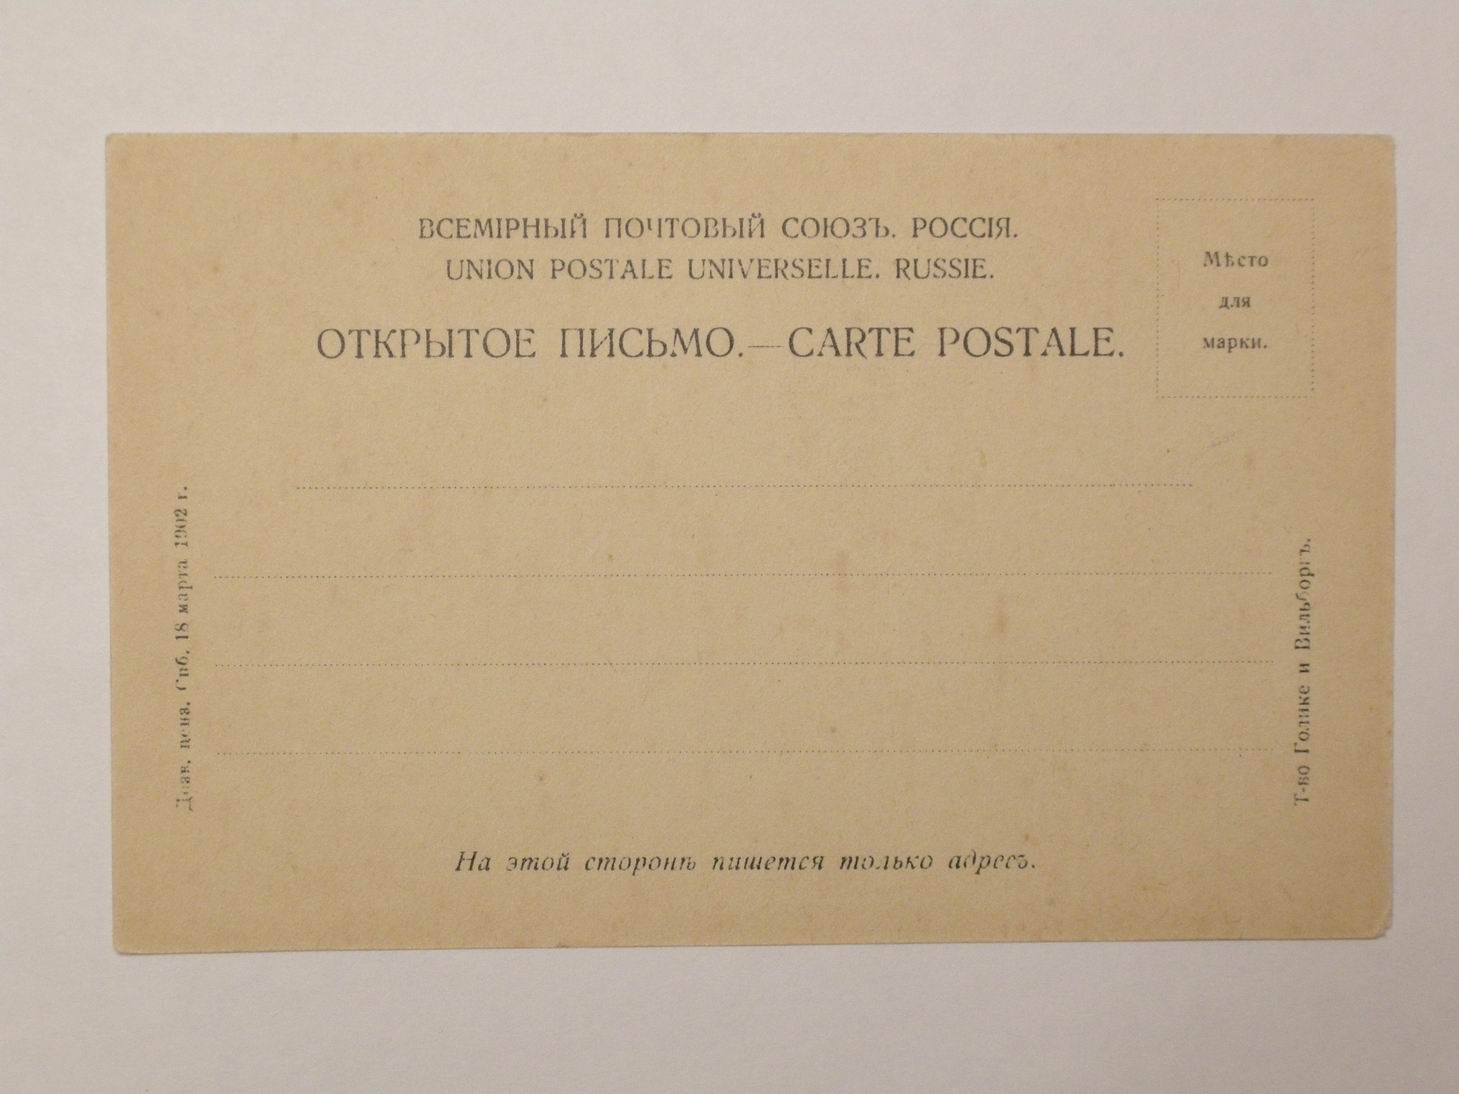 ВСЕМІРНЫЙ ПОЧТОВЫЙ СОЮЗЪ. РОССІЯ.
UNION POSTALE UNIVERSELLE. RUSSIE.
ОТКРЫТОЕ ПИСЬМО.—CARTE POSTALE.
Мѣсто
для
марки.
Дозв. ценз. Спб. 18 марта 1902 г.
Т-во Голике и Вильборгъ.
На этой сторонѣ пишется только адресъ.